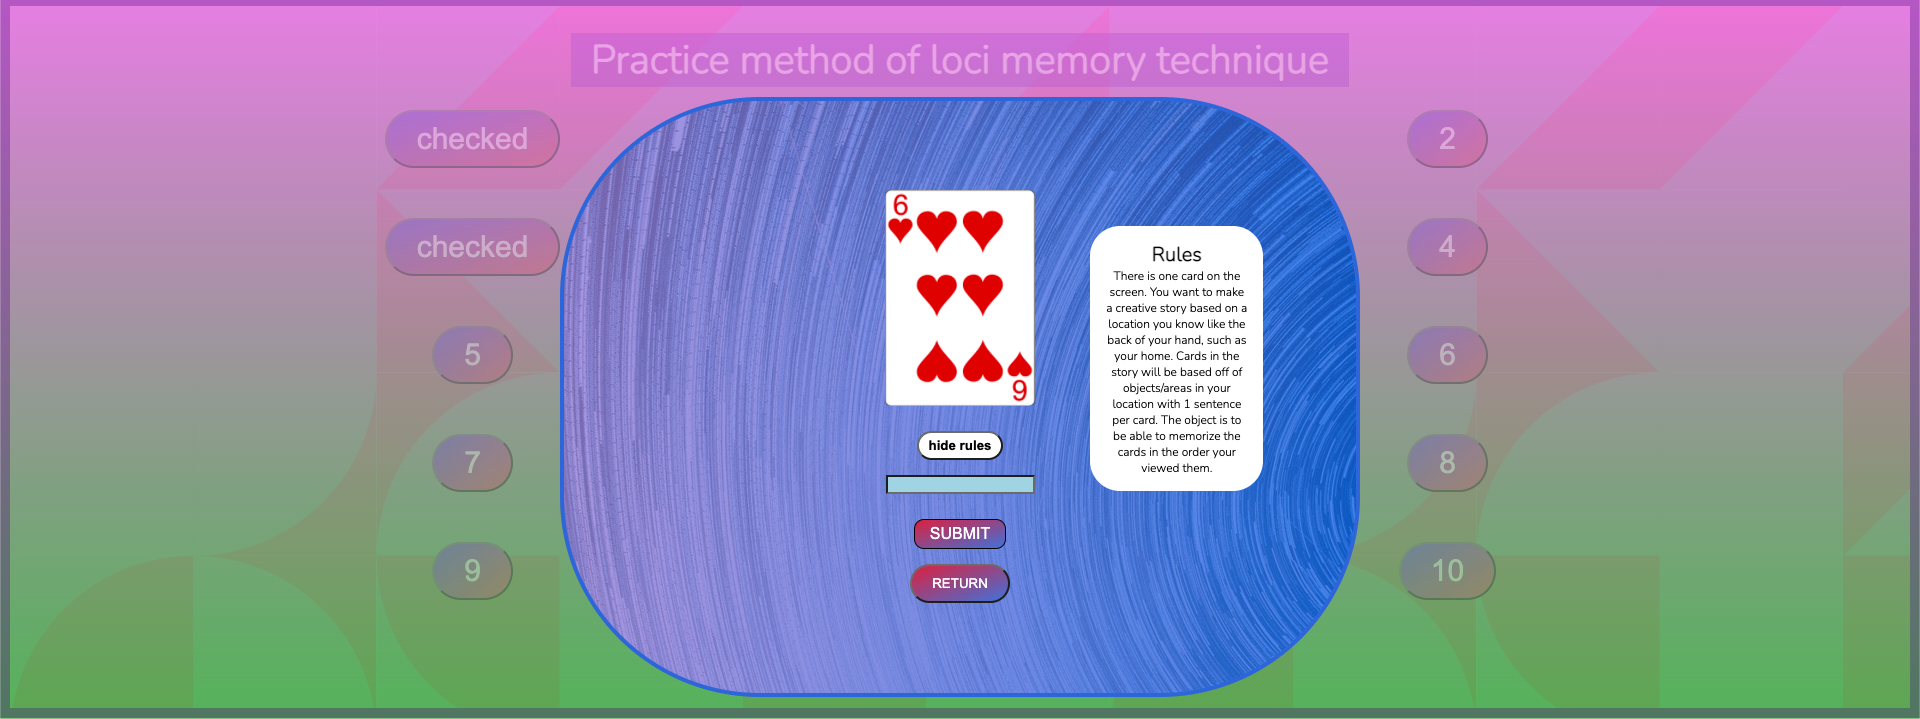 Practice method of loci memory technique
checked
2
checked
4
5
6
7
8
9
10
6
9
hide rules
SUBMIT
RETURN
Rules
There is one card on the
screen. You want to make
a creative story based on a
location you know like the
back of your hand, such as
your home. Cards in the
story will be based off of
objects/areas in your
location with 1 sentence
per card. The object is to
be able to memorize the
cards in the order your
viewed them.